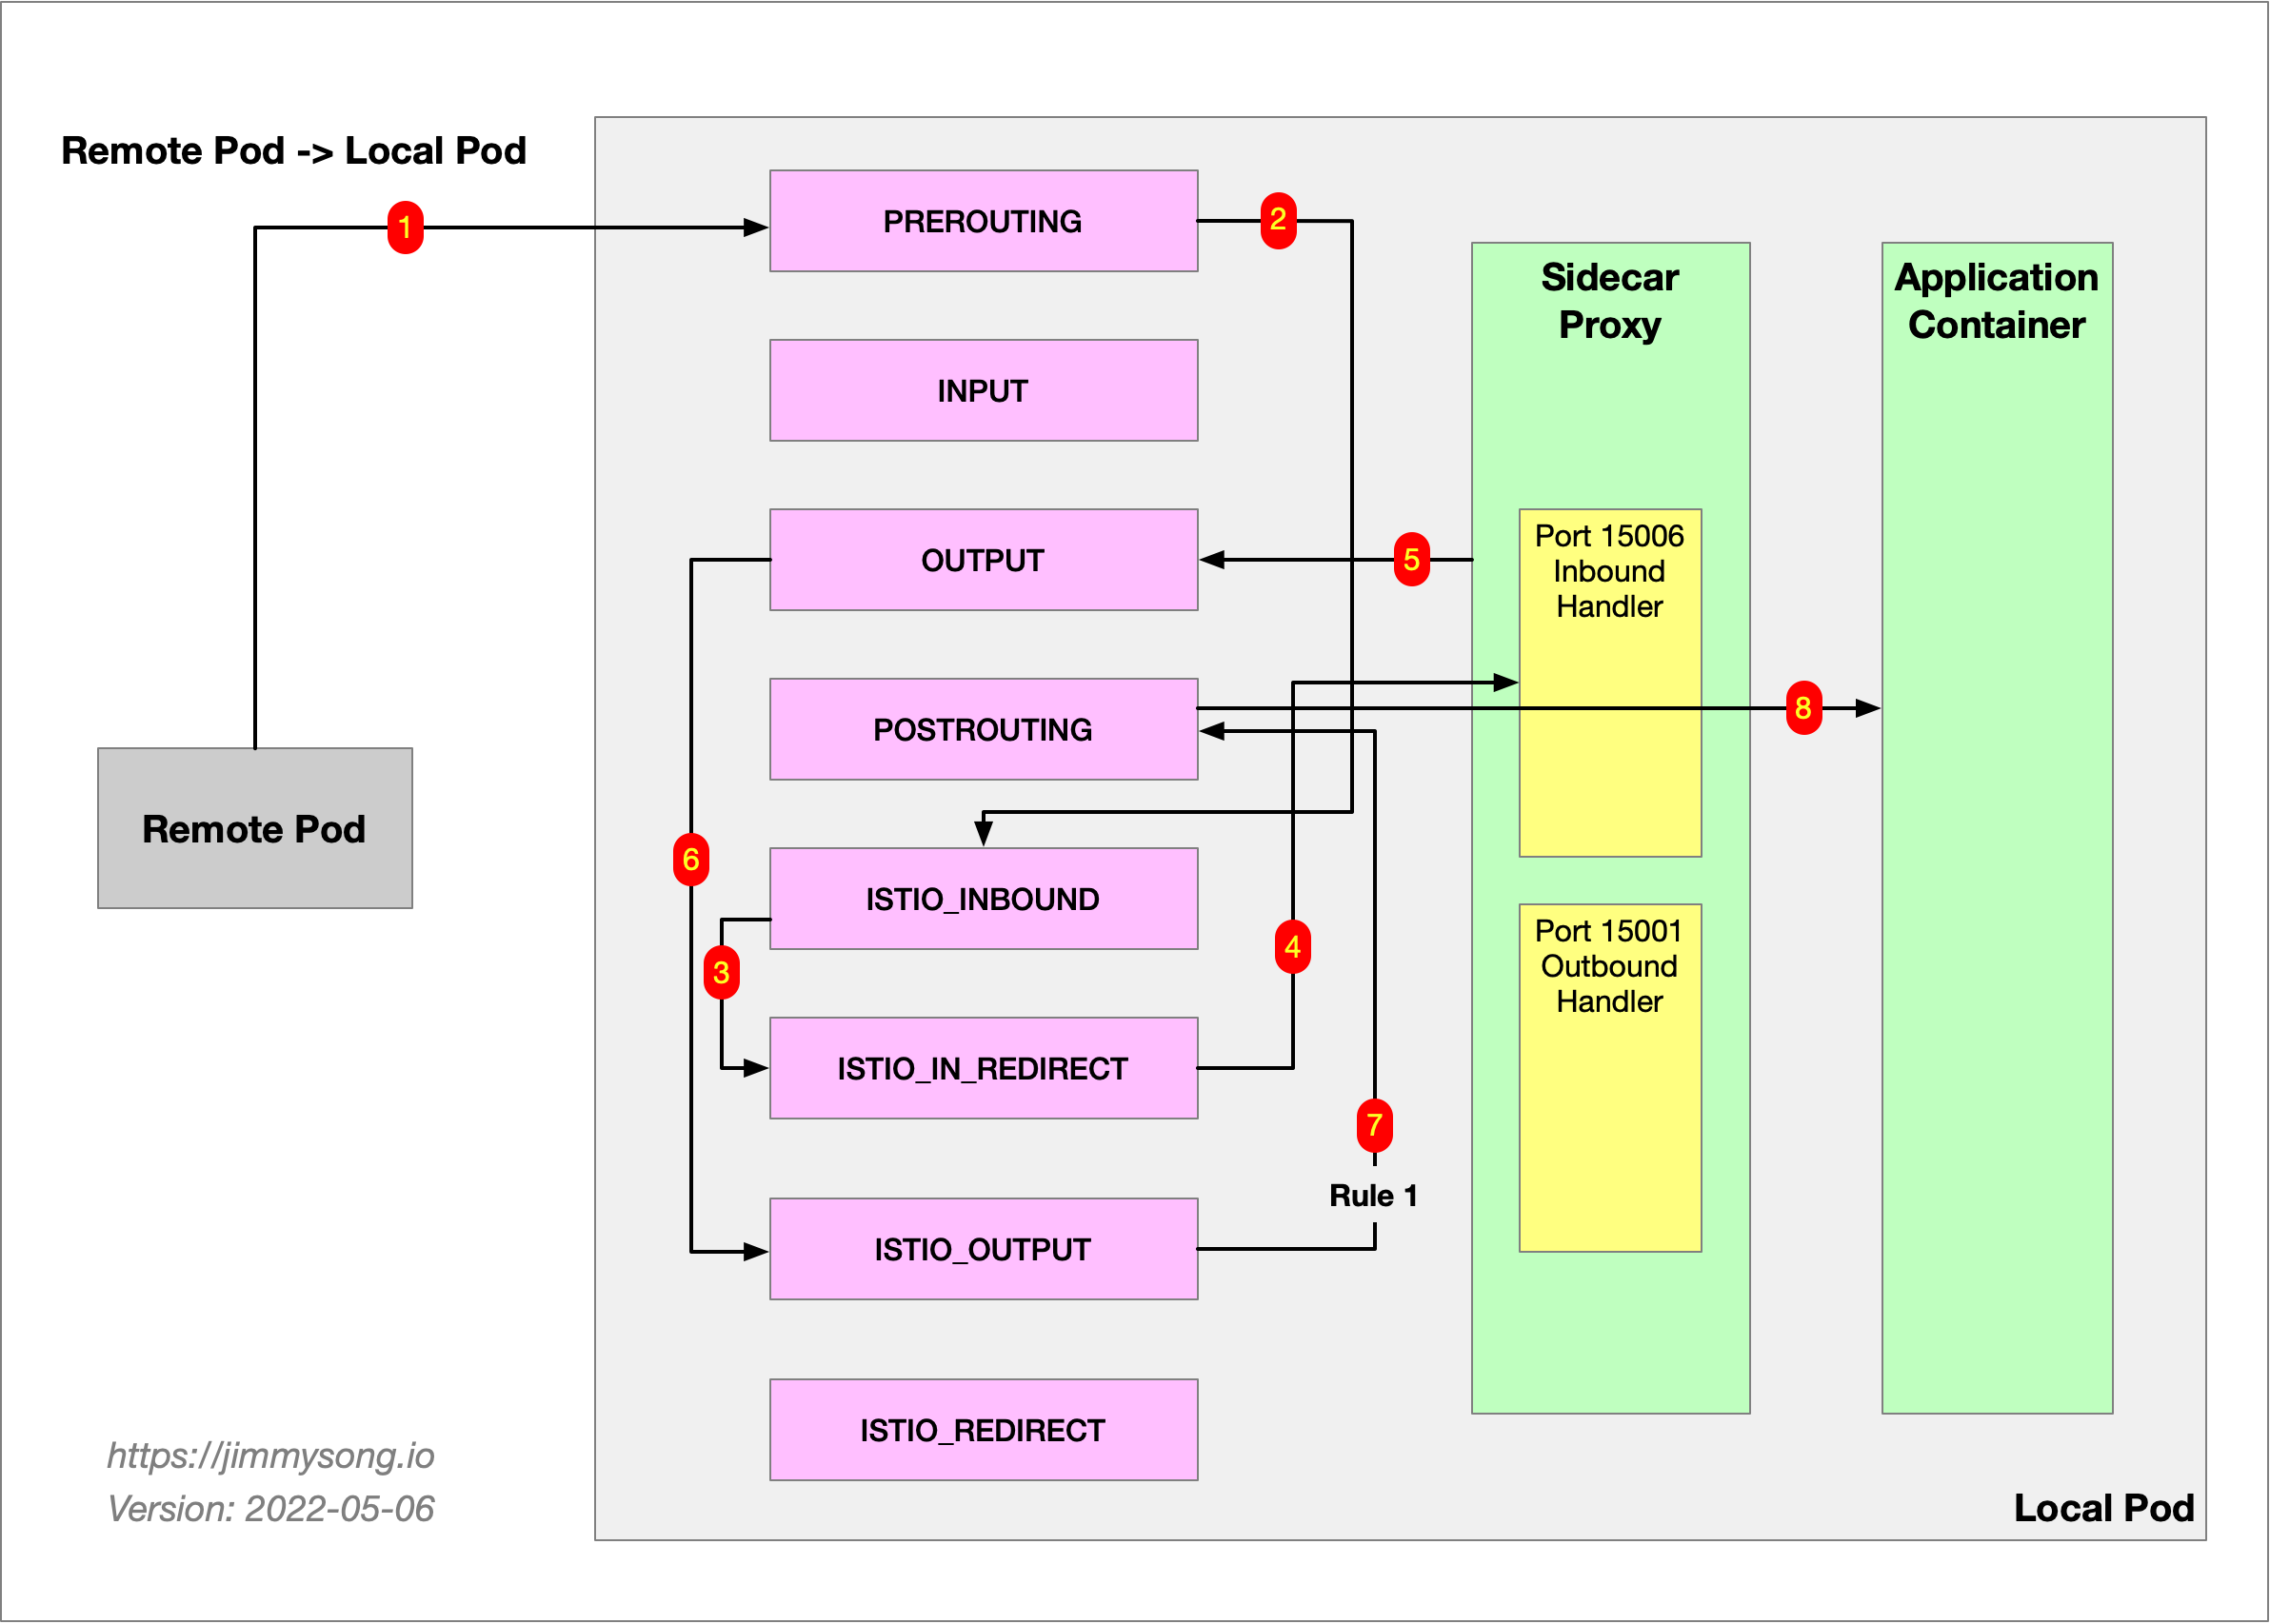 Remote Pod -> Local Pod
1
PREROUTING
2
Sidecar
Proxy
Application
Container
INPUT
OUTPUT
5
Port 15006
Inbound
Handler
POSTROUTING
8
Remote Pod
6
ISTIO_INBOUND
4
Port 15001
Outbound
Handler
3
ISTIO_IN_REDIRECT
7
Rule 1
ISTIO_OUTPUT
ISTIO_REDIRECT
https://jimmysong.io
Version: 2022-05-06
Local Pod